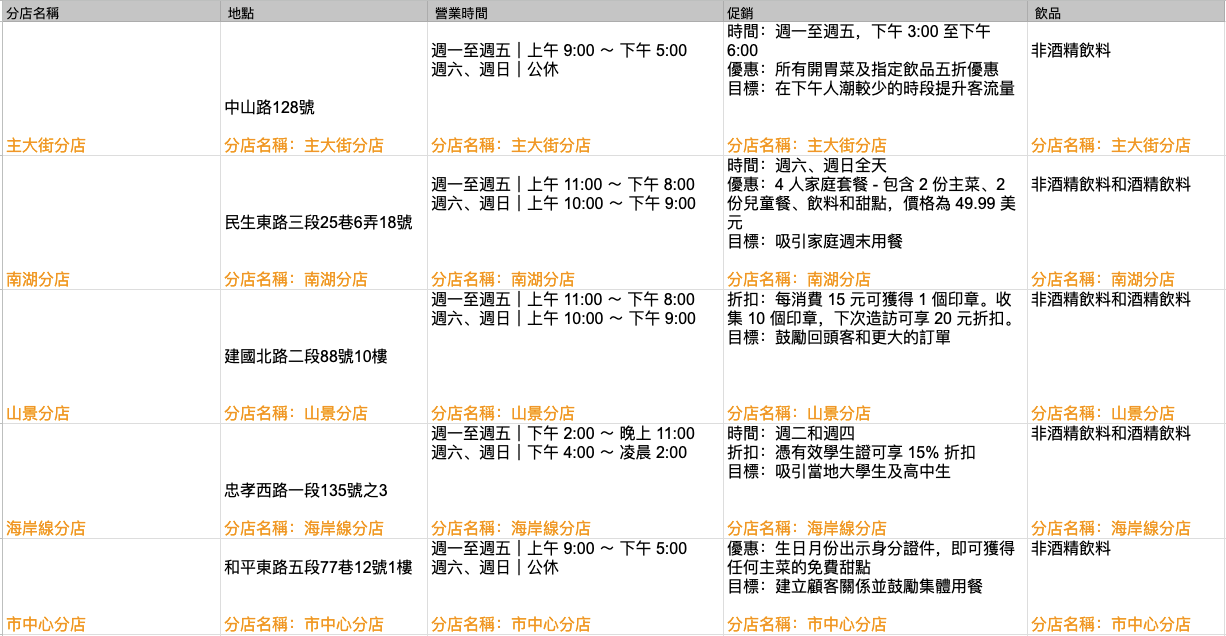 分店名稱 地點 營業時間 促銷 飲品
主大街分店
中山路128號
分店名稱：主大街分店
週一至週五｜上午 9:00 ～ 下午 5:00
週六、週日｜公休
分店名稱：主大街分店
時間：週一至週五，下午 3:00 至下午
6:00
優惠：所有開胃菜及指定飲品五折優惠
目標：在下午人潮較少的時段提升客流量
分店名稱：主大街分店
非酒精飲料
分店名稱：主大街分店
南湖分店
民生東路三段25巷6弄18號
分店名稱：南湖分店
週一至週五｜上午 11:00 ～ 下午 8:00
週六、週日｜上午 10:00 ～ 下午 9:00
分店名稱：南湖分店
時間：週六、週日全天
優惠：4 人家庭套餐 - 包含 2 份主菜、2
份兒童餐、飲料和甜點，價格為 49.99 美
元
目標：吸引家庭週末用餐
分店名稱：南湖分店
非酒精飲料和酒精飲料
分店名稱：南湖分店
山景分店
建國北路二段88號10樓
分店名稱：山景分店
週一至週五｜上午 11:00 ～ 下午 8:00
週六、週日｜上午 10:00 ～ 下午 9:00
分店名稱：山景分店
折扣：每消費 15 元可獲得 1 個印章。收
集 10 個印章，下次造訪可享 20 元折扣。
目標：鼓勵回頭客和更大的訂單
分店名稱：山景分店
非酒精飲料和酒精飲料
分店名稱：山景分店
海岸線分店
忠孝西路一段135號之3
分店名稱：海岸線分店
週一至週五｜下午 2:00 ～ 晚上 11:00
週六、週日｜下午 4:00 ～ 凌晨 2:00
分店名稱：海岸線分店
時間：週二和週四
折扣：憑有效學生證可享 15% 折扣
目標：吸引當地大學生及高中生
分店名稱：海岸線分店
非酒精飲料和酒精飲料
分店名稱：海岸線分店
市中心分店
和平東路五段77巷12號1樓
分店名稱：市中心分店
週一至週五｜上午 9:00 ～ 下午 5:00
週六、週日｜公休
分店名稱：市中心分店
優惠：生日月份出示身分證件，即可獲得
任何主菜的免費甜點
目標：建立顧客關係並鼓勵集體用餐
分店名稱：市中心分店
非酒精飲料
分店名稱：市中心分店